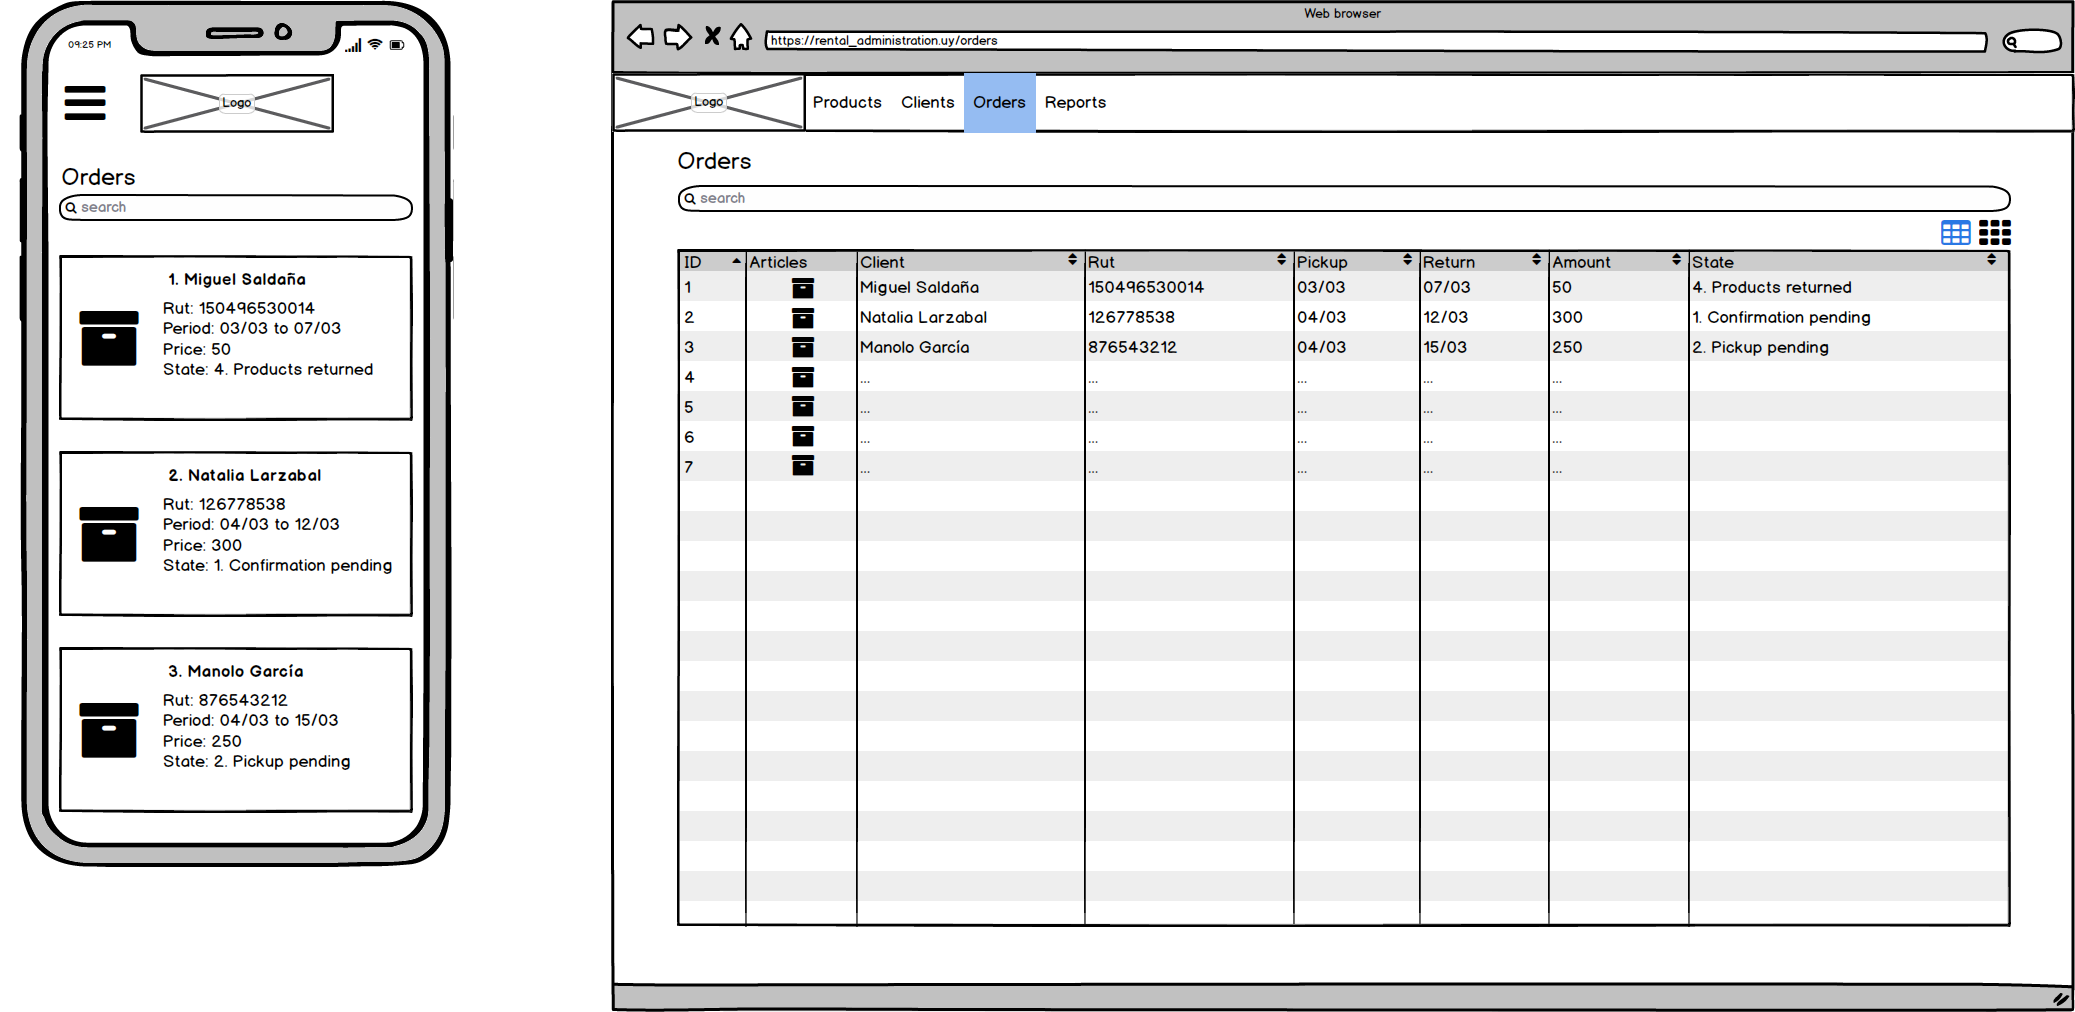 09:25 PM
Logo
Orders
search
1. Miguel Saldaña
Rut: 150496530014
Period: 03/03 to 07/03
Price: 50
State: 4. Products returned
2. Natalia Larzabal
Rut: 126778538
Period: 04/03 to 12/03
Price: 300
State: 1. Confirmation pending
3. Manolo García
Rut: 876543212
Period: 04/03 to 15/03
Price: 250
State: 2. Pickup pending
Web browser
https://rental_administration.uy/orders
Logo Products Clients Orders Reports
Orders
search
ID Articles Client Rut Pickup Return Amount State
1 Miguel Saldaña 150496530014 03/03 07/03 50 4. Products returned
2 Natalia Larzabal 126778538 04/03 12/03 300 1. Confirmation pending
3 Manolo García 876543212 04/03 15/03 250 2. Pickup pending
4 ... ... ... ... ...
5 ... ... ... ... ...
6 ... ... ... ... ...
7 ... ... ... ... ...